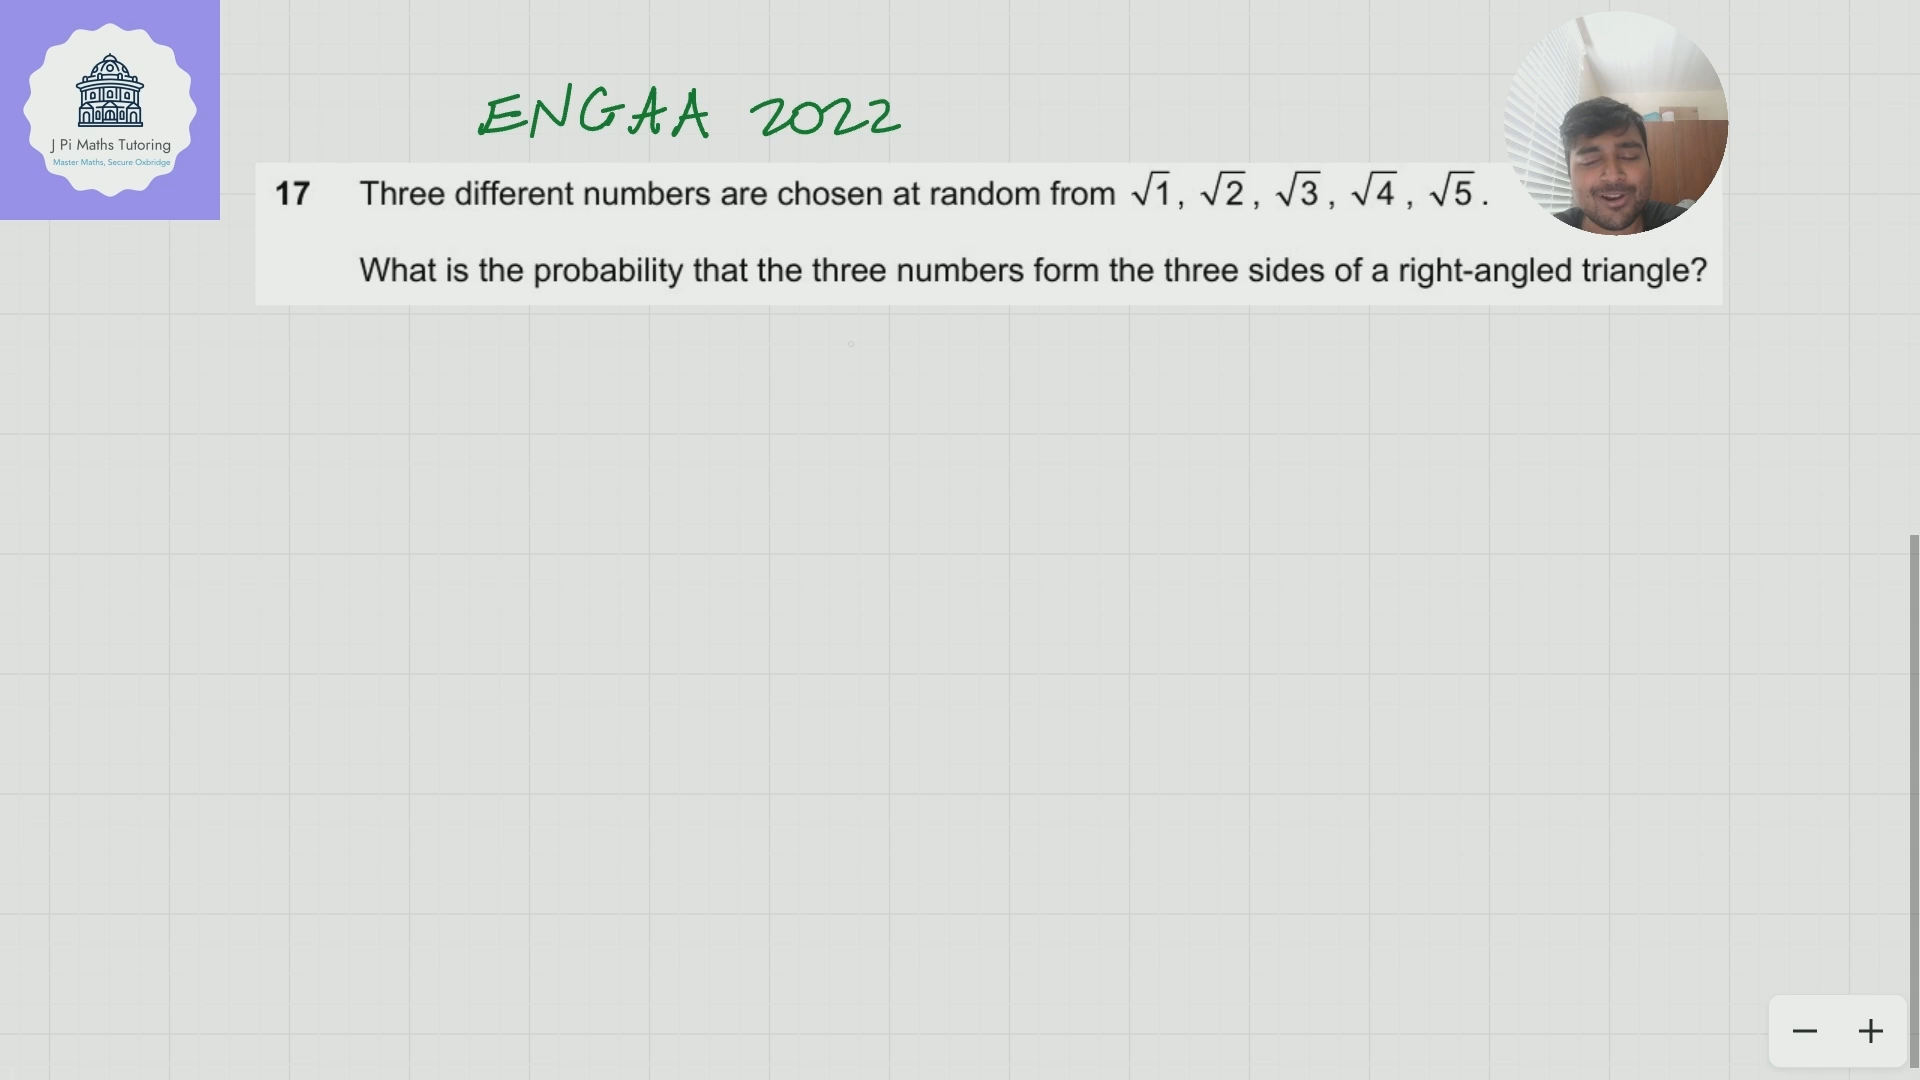 J Pi Maths Tutoring
Master Maths, Secure Oxbridge
ENGAA 2022
17 Three different numbers are chosen at random from √1, √2, √3, √4, √5.
What is the probability that the three numbers form the three sides of a right-angled triangle?